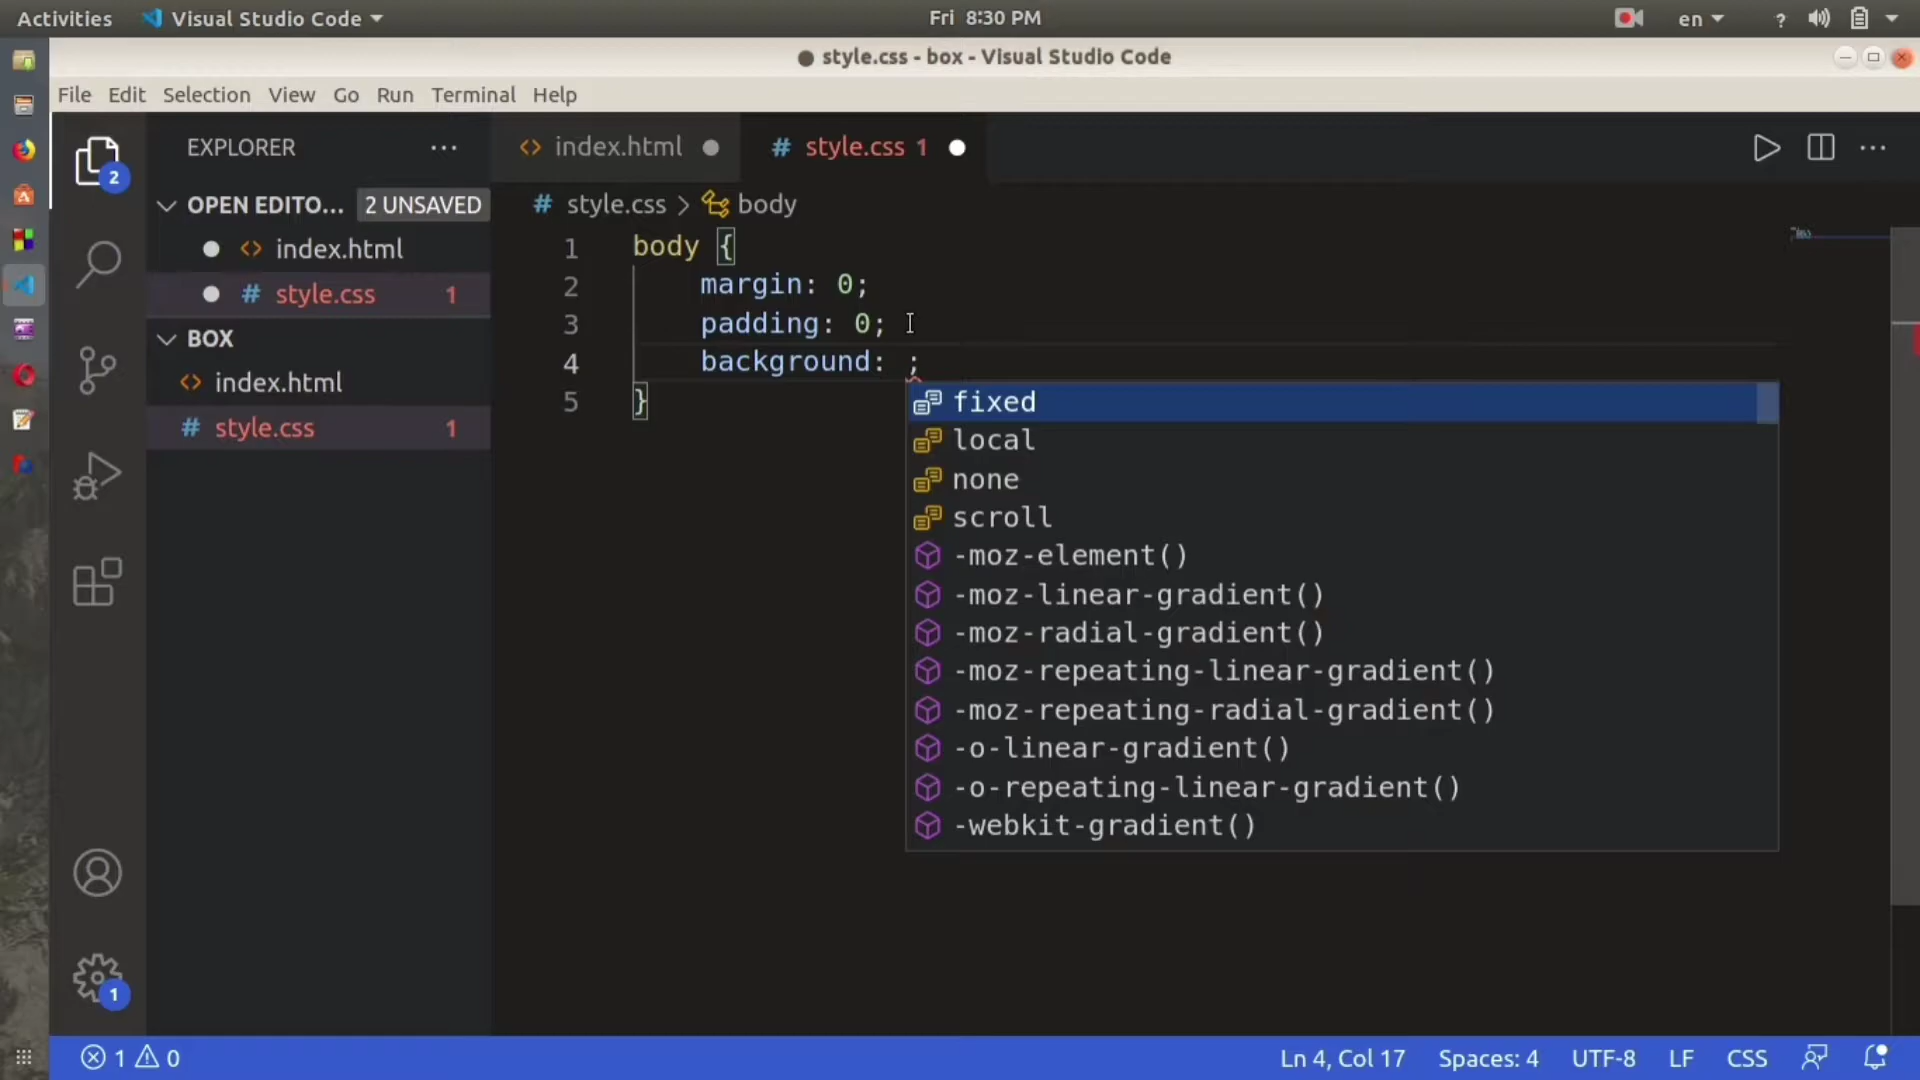 Activities Visual Studio Code Fri 8:30 PM en ?
style.css - box - Visual Studio Code
File Edit Selection View Go Run Terminal Help
EXPLORER ··· index.html # style.css 1 ···
2
OPEN EDITO... 2 UNSAVED # style.css > body
index.html
# style.css 1
BOX
index.html
# style.css 1
1 body {
2 margin: 0;
3 padding: 0;
4 background: ;
5 }
fixed
local
none
scroll
-moz-element()
-moz-linear-gradient()
-moz-radial-gradient()
-moz-repeating-linear-gradient()
-moz-repeating-radial-gradient()
-o-linear-gradient()
-o-repeating-linear-gradient()
-webkit-gradient()
1
1 0 Ln 4, Col 17 Spaces: 4 UTF-8 LF CSS